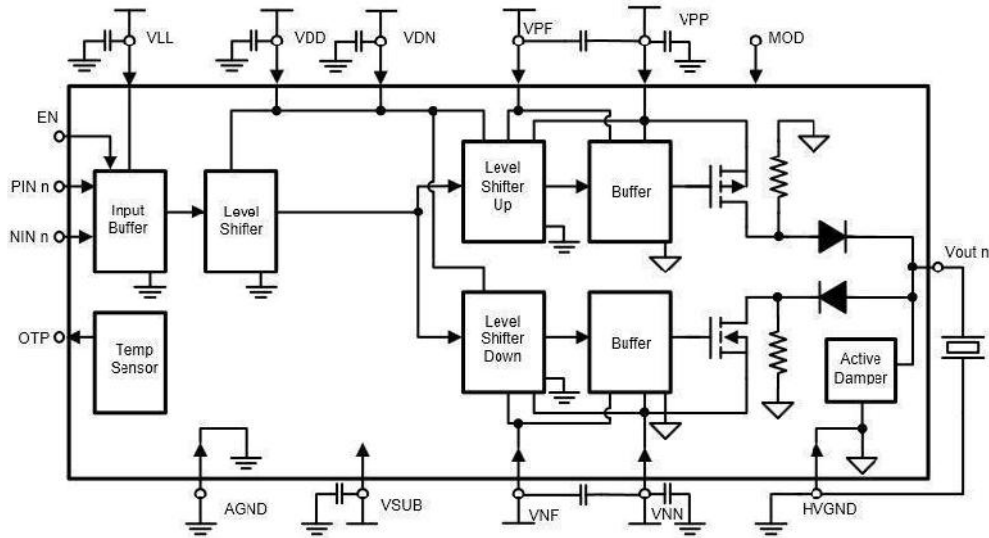 VLL
VDD
VDN
VPF
VPP
MOD
EN
PIN n
NIN n
Input
Buffer
Level
Shifter
Level
Shifter
Up
Buffer
Vout n
OTP
Temp
Sensor
Level
Shifter
Down
Buffer
Active
Damper
AGND
VSUB
VNF
VNN
HVGND